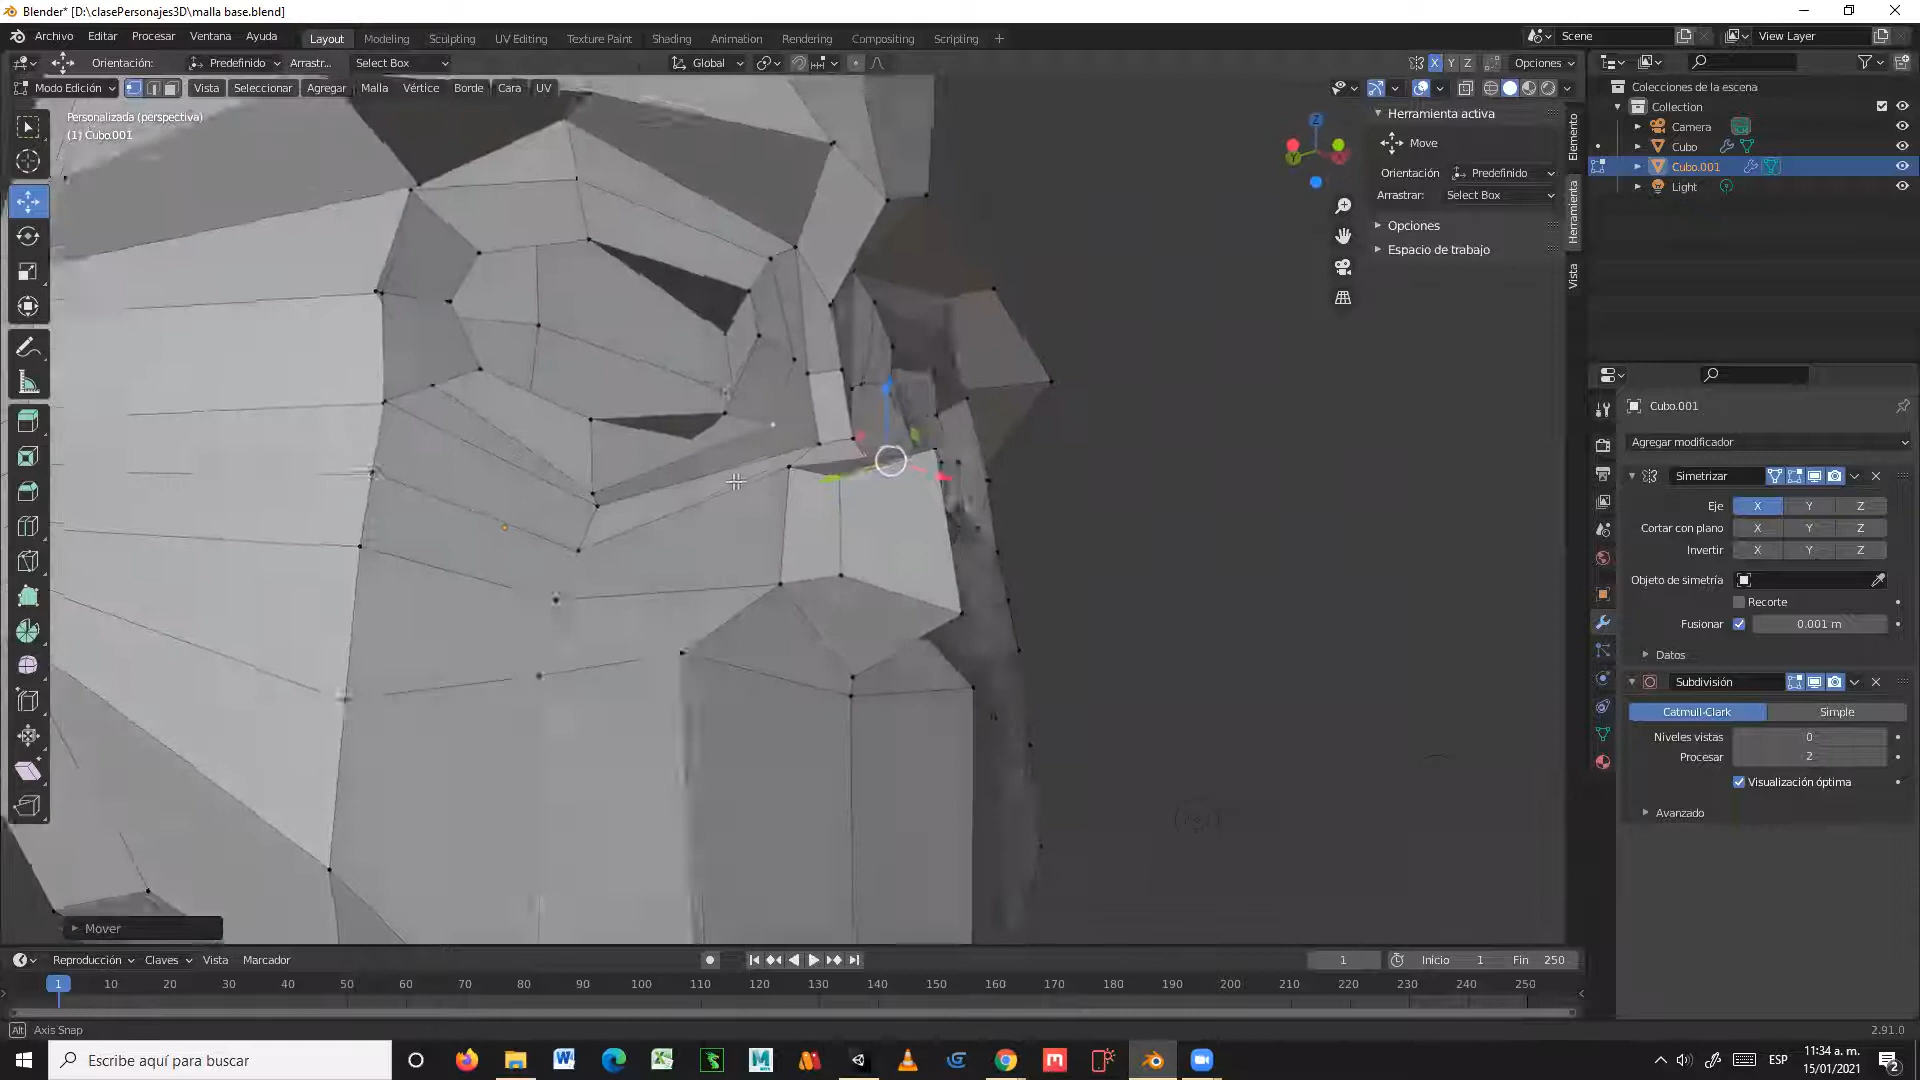 Blender* [D:\clasePersonajes3D\malla base.blend]
Archivo Editar Procesar Ventana Ayuda Layout Modeling Sculpting UV Editing Texture Paint Shading Animation Rendering Compositing Scripting + Scene View Layer
Orientación: Predefinido Arrastr... Select Box Global X Y Z Opciones
Modo Edición Vista Seleccionar Agregar Malla Vértice Borde Cara UV
Personalizada (perspectiva)
(1) Cubo.001
Herramienta activa
Move
Orientación Predefinido
Arrastrar: Select Box
Opciones
Espacio de trabajo
Elemento
Herramienta
Vista
Z
Y
Colecciones de la escena
Collection
Camera
Cubo
Cubo.001
Light
Cubo.001
Agregar modificador
Simetrizar
Eje X Y Z
Cortar con plano X Y Z
Invertir X Y Z
Objeto de simetría
Recorte
Fusionar 0.001 m
Datos
Subdivisión
Catmull-Clark Simple
Niveles vistas 0
Procesar 2
Visualización óptima
Avanzado
Mover
Reproducción Claves Vista Marcador 1 Inicio 1 Fin 250
1 10 20 30 40 50 60 70 80 90 100 110 120 130 140 150 160 170 180 190 200 210 220 230 240 250
Alt Axis Snap 2.91.0
Escribe aquí para buscar
ESP
11:34 a. m.
15/01/2021
2